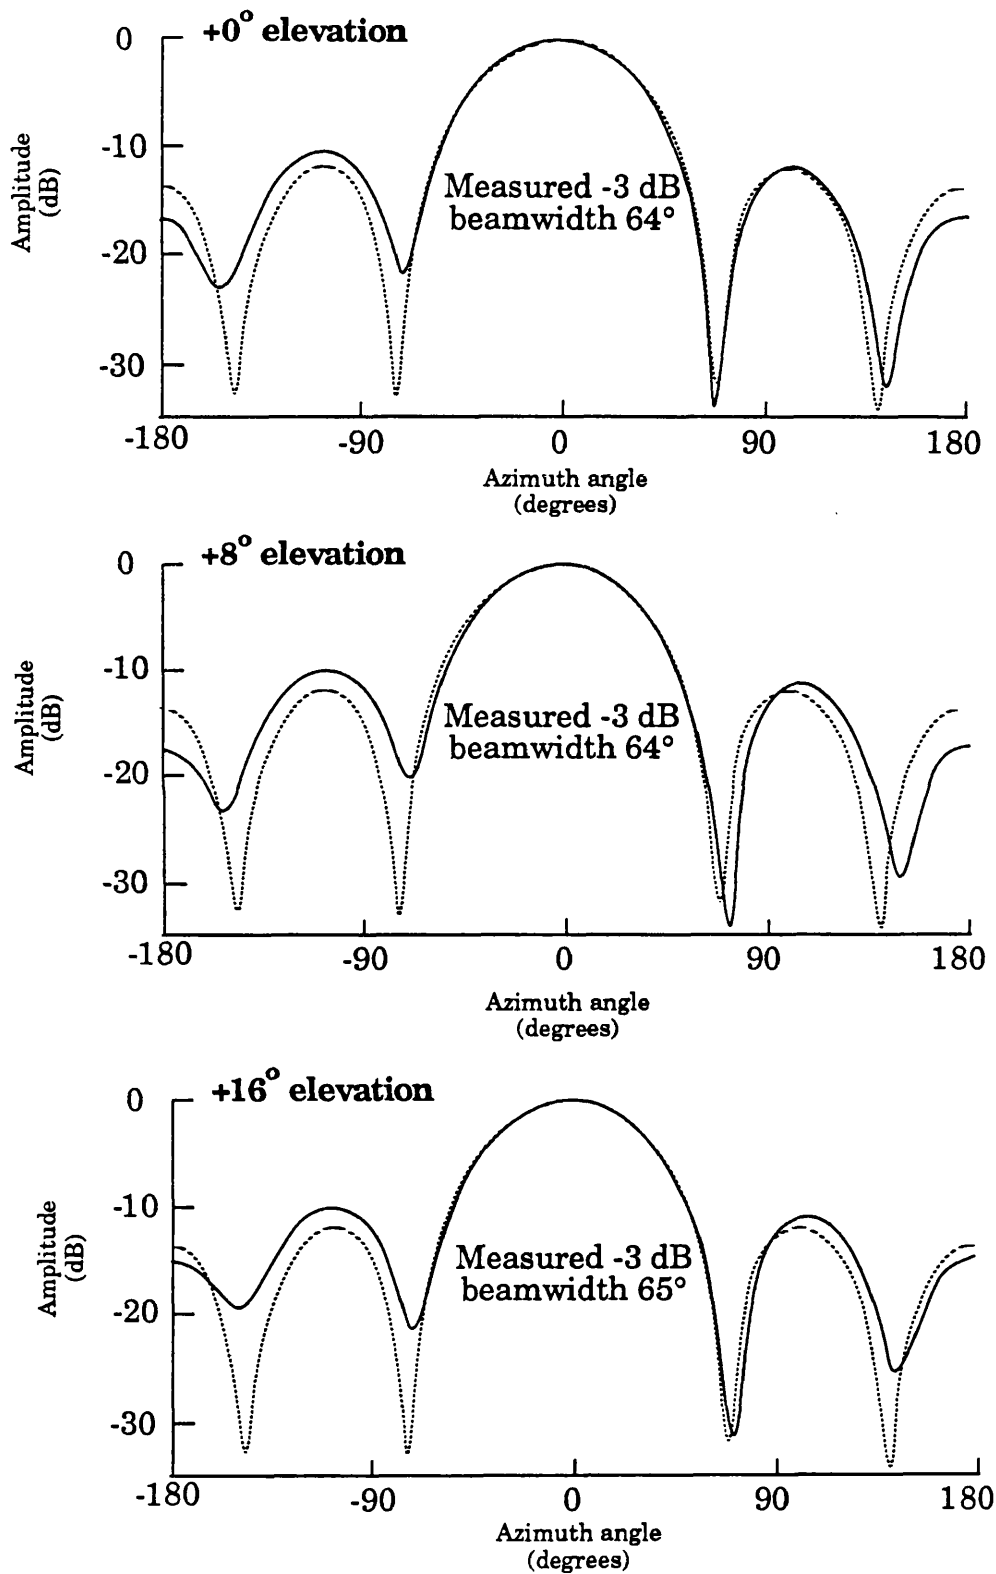 +0° elevation
0
-10
-20
-30
Amplitude
(dB)
Measured -3 dB
beamwidth 64°
-180
-90
0
90
180
Azimuth angle
(degrees)
+8° elevation
0
-10
-20
-30
Amplitude
(dB)
Measured -3 dB
beamwidth 64°
-180
-90
0
90
180
Azimuth angle
(degrees)
+16° elevation
0
-10
-20
-30
Amplitude
(dB)
Measured -3 dB
beamwidth 65°
-180
-90
0
90
180
Azimuth angle
(degrees)